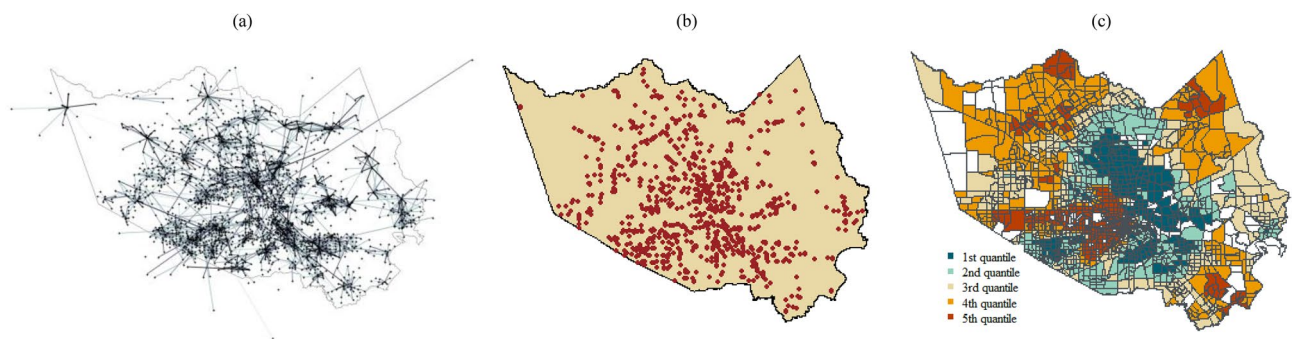 (a)
(b)
(c)
1st quantile
2nd quantile
3rd quantile
4th quantile
5th quantile